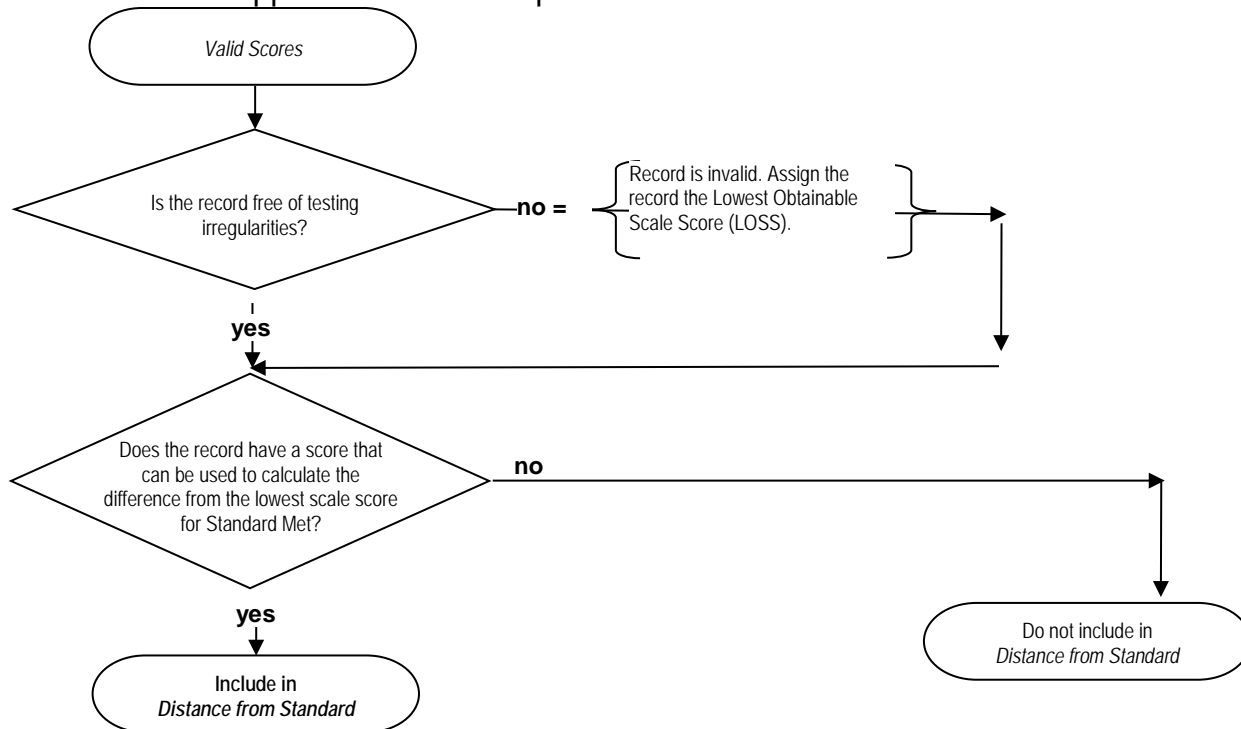 Valid Scores
Is the record free of testing
irregularities?
no =
Record is invalid. Assign the
record the Lowest Obtainable
Scale Score (LOSS).
yes
Does the record have a score that
can be used to calculate the
difference from the lowest scale score
for Standard Met?
no
yes
Do not include in
Distance from Standard
Include in
Distance from Standard